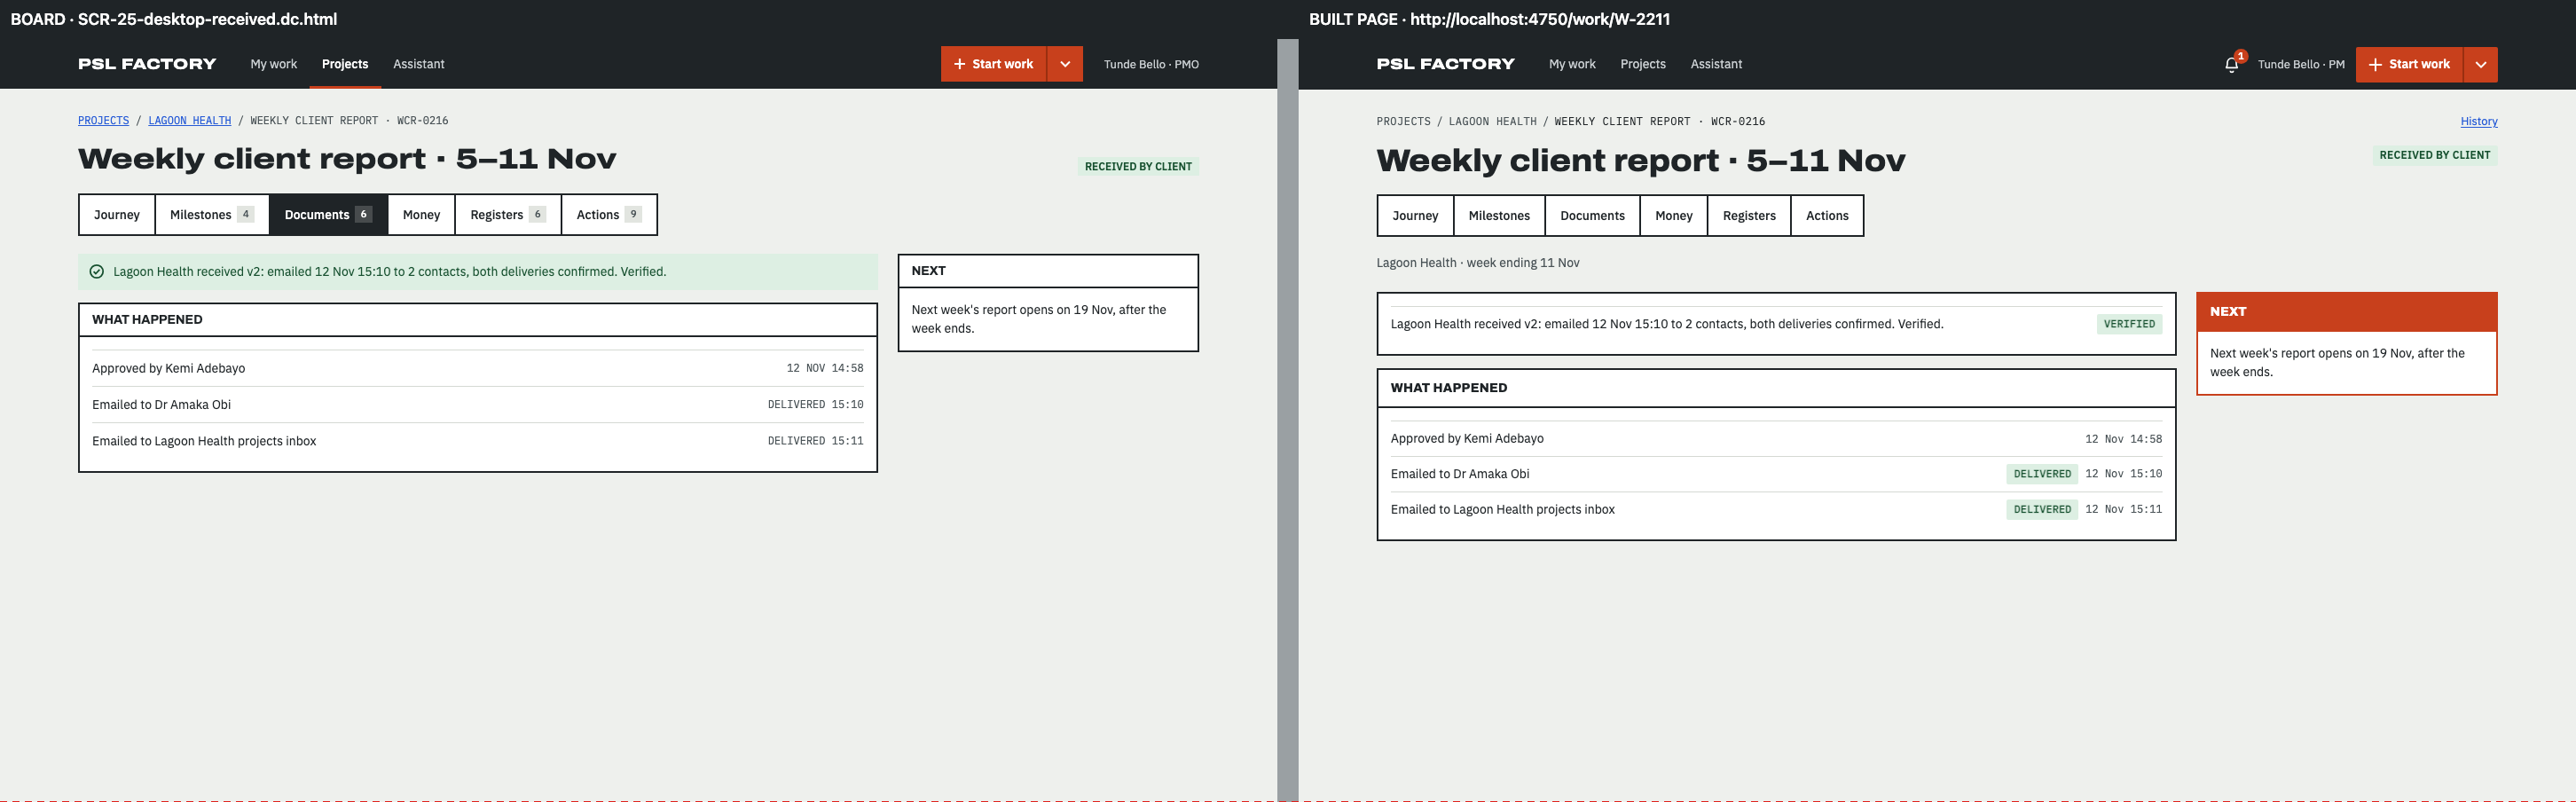 BOARD · SCR-25-desktop-received.dc.html
PSL FACTORY My work Projects Assistant + Start work Tunde Bello · PMO
PROJECTS / LAGOON HEALTH / WEEKLY CLIENT REPORT · WCR-0216
Weekly client report · 5–11 Nov
RECEIVED BY CLIENT
Journey Milestones 4 Documents 6 Money Registers 6 Actions 9
Lagoon Health received v2: emailed 12 Nov 15:10 to 2 contacts, both deliveries confirmed. Verified.
WHAT HAPPENED
Approved by Kemi Adebayo 12 NOV 14:58
Emailed to Dr Amaka Obi DELIVERED 15:10
Emailed to Lagoon Health projects inbox DELIVERED 15:11
NEXT
Next week's report opens on 19 Nov, after the
week ends.
BUILT PAGE · http://localhost:4750/work/W-2211
PSL FACTORY My work Projects Assistant 1 Tunde Bello · PM + Start work
PROJECTS / LAGOON HEALTH / WEEKLY CLIENT REPORT · WCR-0216 History
Weekly client report · 5–11 Nov
RECEIVED BY CLIENT
Journey Milestones Documents Money Registers Actions
Lagoon Health · week ending 11 Nov
Lagoon Health received v2: emailed 12 Nov 15:10 to 2 contacts, both deliveries confirmed. Verified. VERIFIED
WHAT HAPPENED
Approved by Kemi Adebayo 12 Nov 14:58
Emailed to Dr Amaka Obi DELIVERED 12 Nov 15:10
Emailed to Lagoon Health projects inbox DELIVERED 12 Nov 15:11
NEXT
Next week's report opens on 19 Nov, after the
week ends.